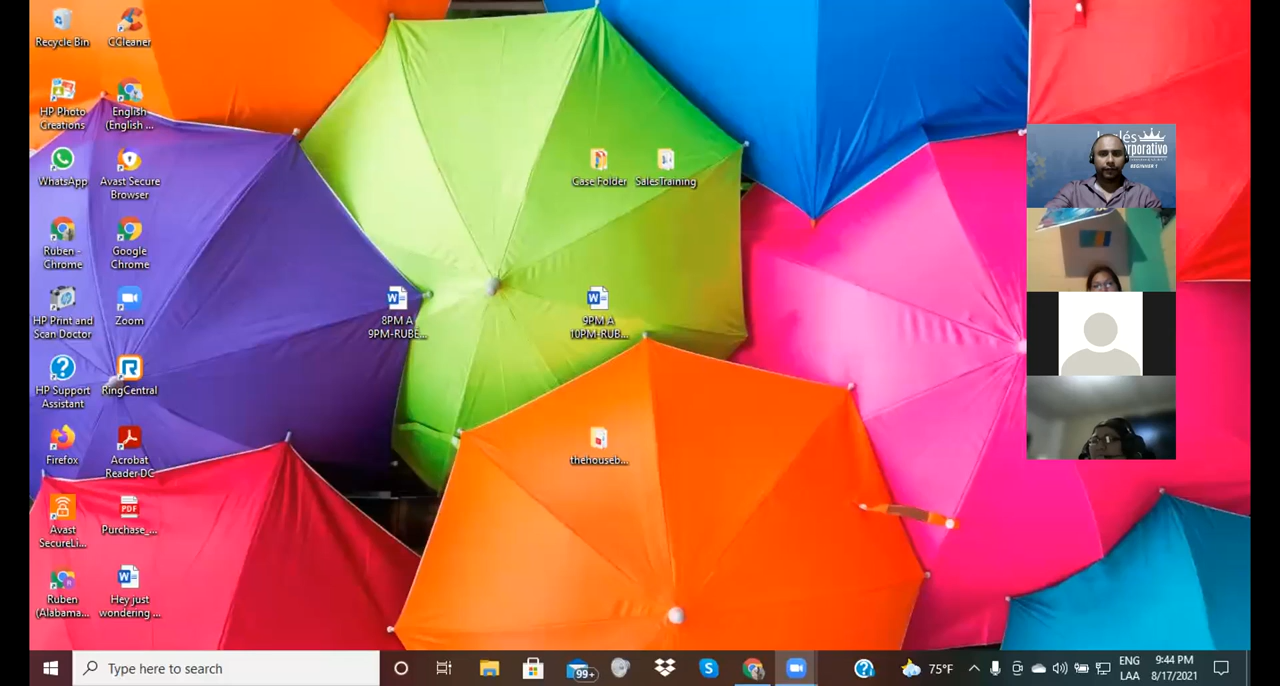 Recycle Bin
CCleaner
HP Photo
Creations
English
(English ...
WhatsApp
Avast Secure
Browser
Case Folder
SalesTraining
Ruben -
Chrome
Google
Chrome
HP Print and
Scan Doctor
Zoom
8PM A
9PM-RUBE...
9PM A
10PM-RUB...
HP Support
Assistant
RingCentral
Firefox
Acrobat
Reader DC
thehouseb...
Avast
SecureLi...
PDF
Purchase_...
Ruben
(Alabama...
Hey just
wondering ...
BEGINNER 1
Type here to search
99+
75°F
ENG
LAA
9:44 PM
8/17/2021